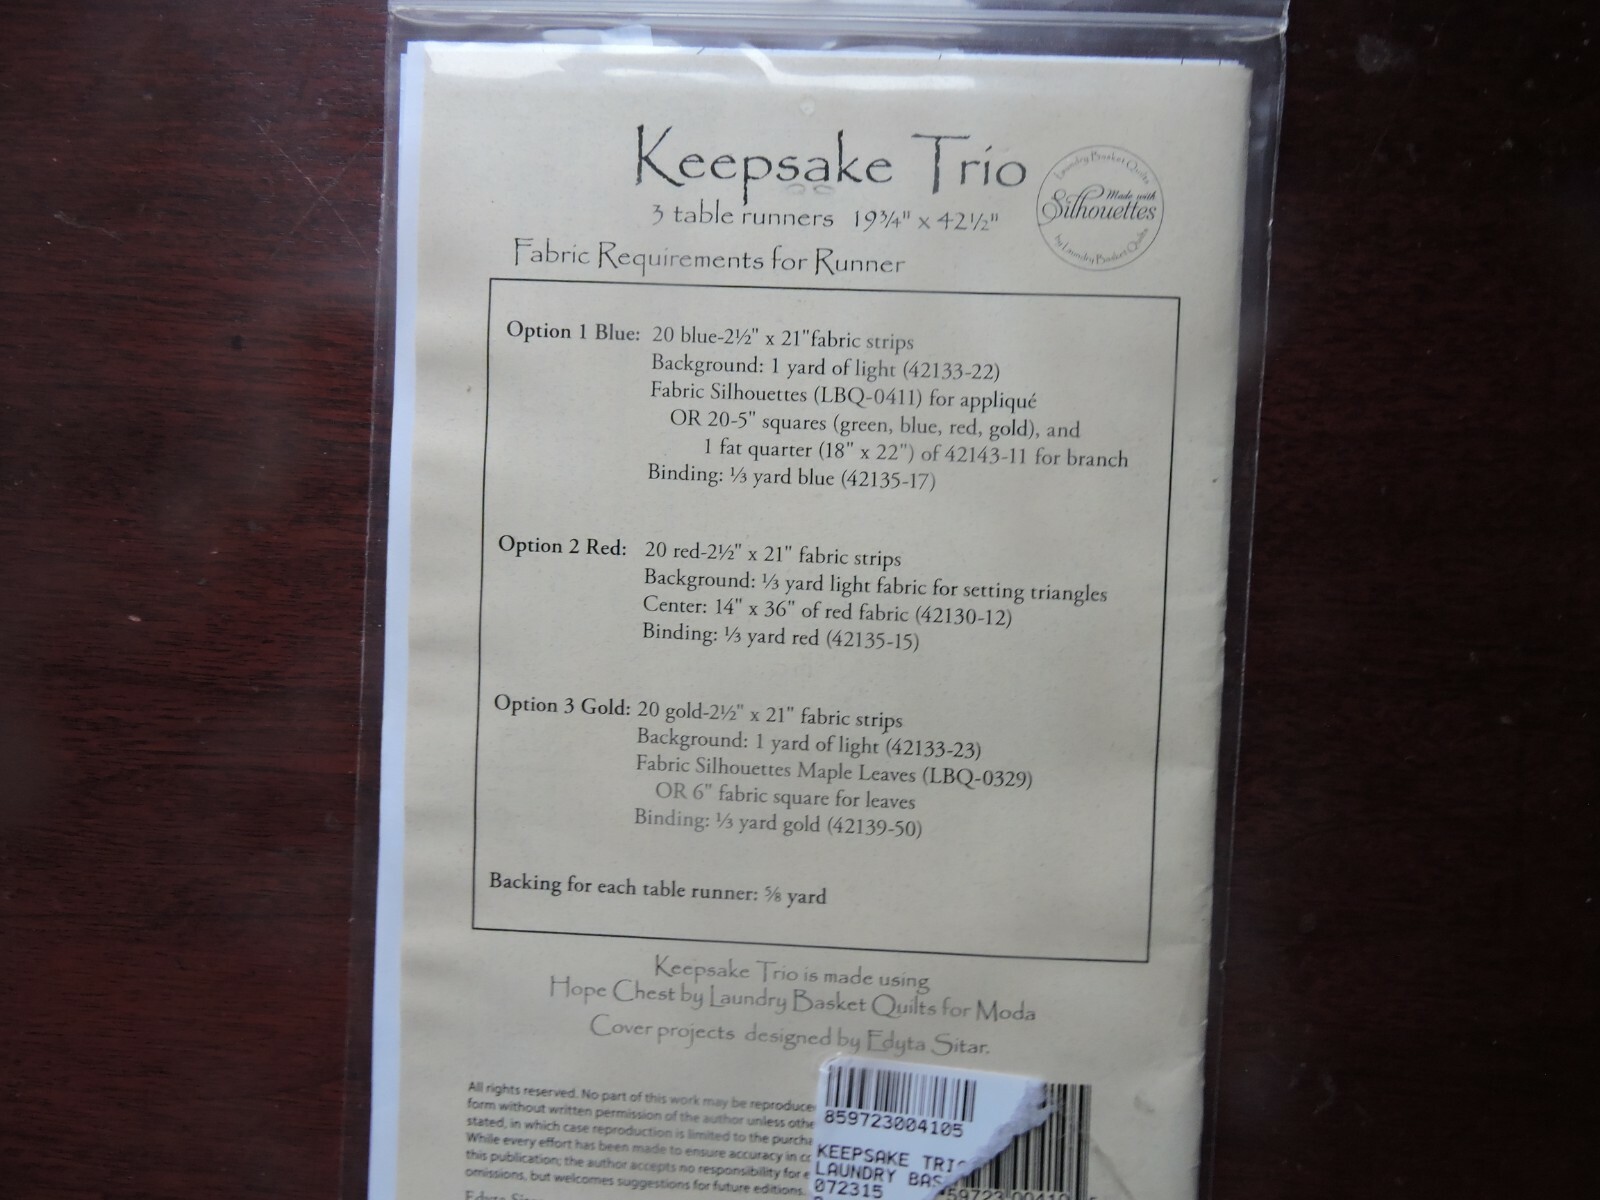 Keepsake Trio
3 table runners 19¾" x 42½"
Laundry Basket Quilts
Made with
Silhouettes
by Laundry Basket Quilts
Fabric Requirements for Runner
Option 1 Blue: 20 blue-2½" x 21"fabric strips
Background: 1 yard of light (42133-22)
Fabric Silhouettes (LBQ-0411) for appliqué
OR 20-5" squares (green, blue, red, gold), and
1 fat quarter (18" x 22") of 42143-11 for branch
Binding: ⅓ yard blue (42135-17)
Option 2 Red: 20 red-2½" x 21" fabric strips
Background: ⅓ yard light fabric for setting triangles
Center: 14" x 36" of red fabric (42130-12)
Binding: ⅓ yard red (42135-15)
Option 3 Gold: 20 gold-2½" x 21" fabric strips
Background: 1 yard of light (42133-23)
Fabric Silhouettes Maple Leaves (LBQ-0329)
OR 6" fabric square for leaves
Binding: ⅓ yard gold (42139-50)
Backing for each table runner: ⅝ yard
Keepsake Trio is made using
Hope Chest by Laundry Basket Quilts for Moda
Cover projects designed by Edyta Sitar.
All rights reserved. No part of this work may be reproduce
form without written permission of the author unless othe
stated, in which case reproduction is limited to the purcha
While every effort has been made to ensure accuracy in
this publication; the author accepts no responsibility for
omissions, but welcomes suggestions for future editions.
859723004105
KEEPSAKE TRI
LAUNDRY BAS
072315